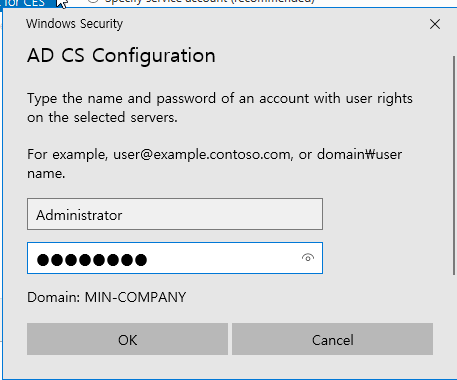 for CES
Specify service account (recommended)
Windows Security
AD CS Configuration
Type the name and password of an account with user rights
on the selected servers.
For example, user@example.contoso.com, or domain₩user
name.
Administrator
●●●●●●●●
Domain: MIN-COMPANY
OK
Cancel